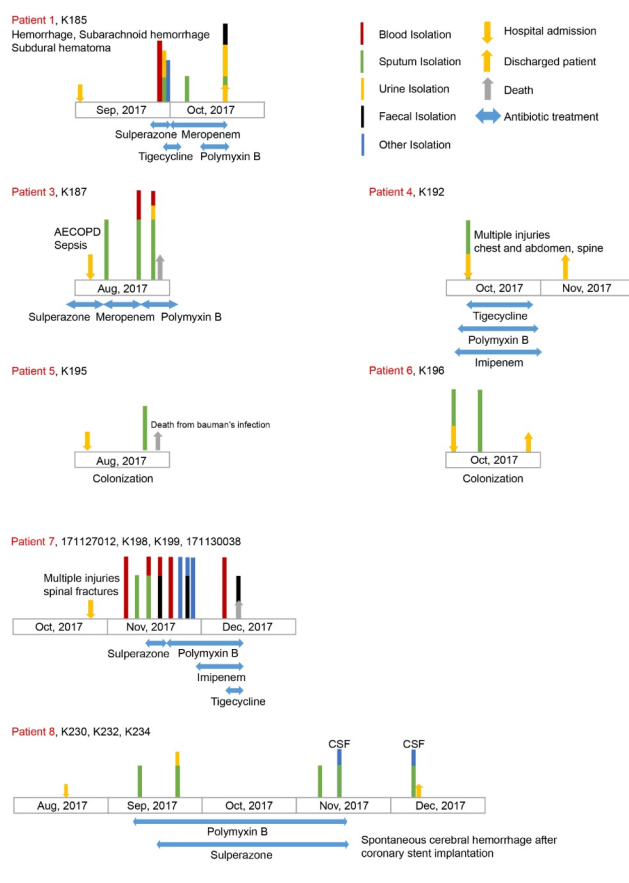 Patient 1, K185
Hemorrhage, Subarachnoid hemorrhage
Subdural hematoma
Sep, 2017
Oct, 2017
Sulperazone
Meropenem
Tigecycline
Polymyxin B
Blood Isolation
Sputum Isolation
Urine Isolation
Faecal Isolation
Other Isolation
Hospital admission
Discharged patient
Death
Antibiotic treatment
Patient 3, K187
AECOPD
Sepsis
Aug, 2017
Sulperazone
Meropenem
Polymyxin B
Patient 4, K192
Multiple injuries
chest and abdomen, spine
Oct, 2017
Nov, 2017
Tigecycline
Polymyxin B
Imipenem
Patient 5, K195
Death from bauman's infection
Aug, 2017
Colonization
Patient 6, K196
Oct, 2017
Colonization
Patient 7, 171127012, K198, K199, 171130038
Multiple injuries
spinal fractures
Oct, 2017
Nov, 2017
Dec, 2017
Sulperazone
Polymyxin B
Imipenem
Tigecycline
Patient 8, K230, K232, K234
CSF
CSF
Aug, 2017
Sep, 2017
Oct, 2017
Nov, 2017
Dec, 2017
Polymyxin B
Sulperazone
Spontaneous cerebral hemorrhage after
coronary stent implantation